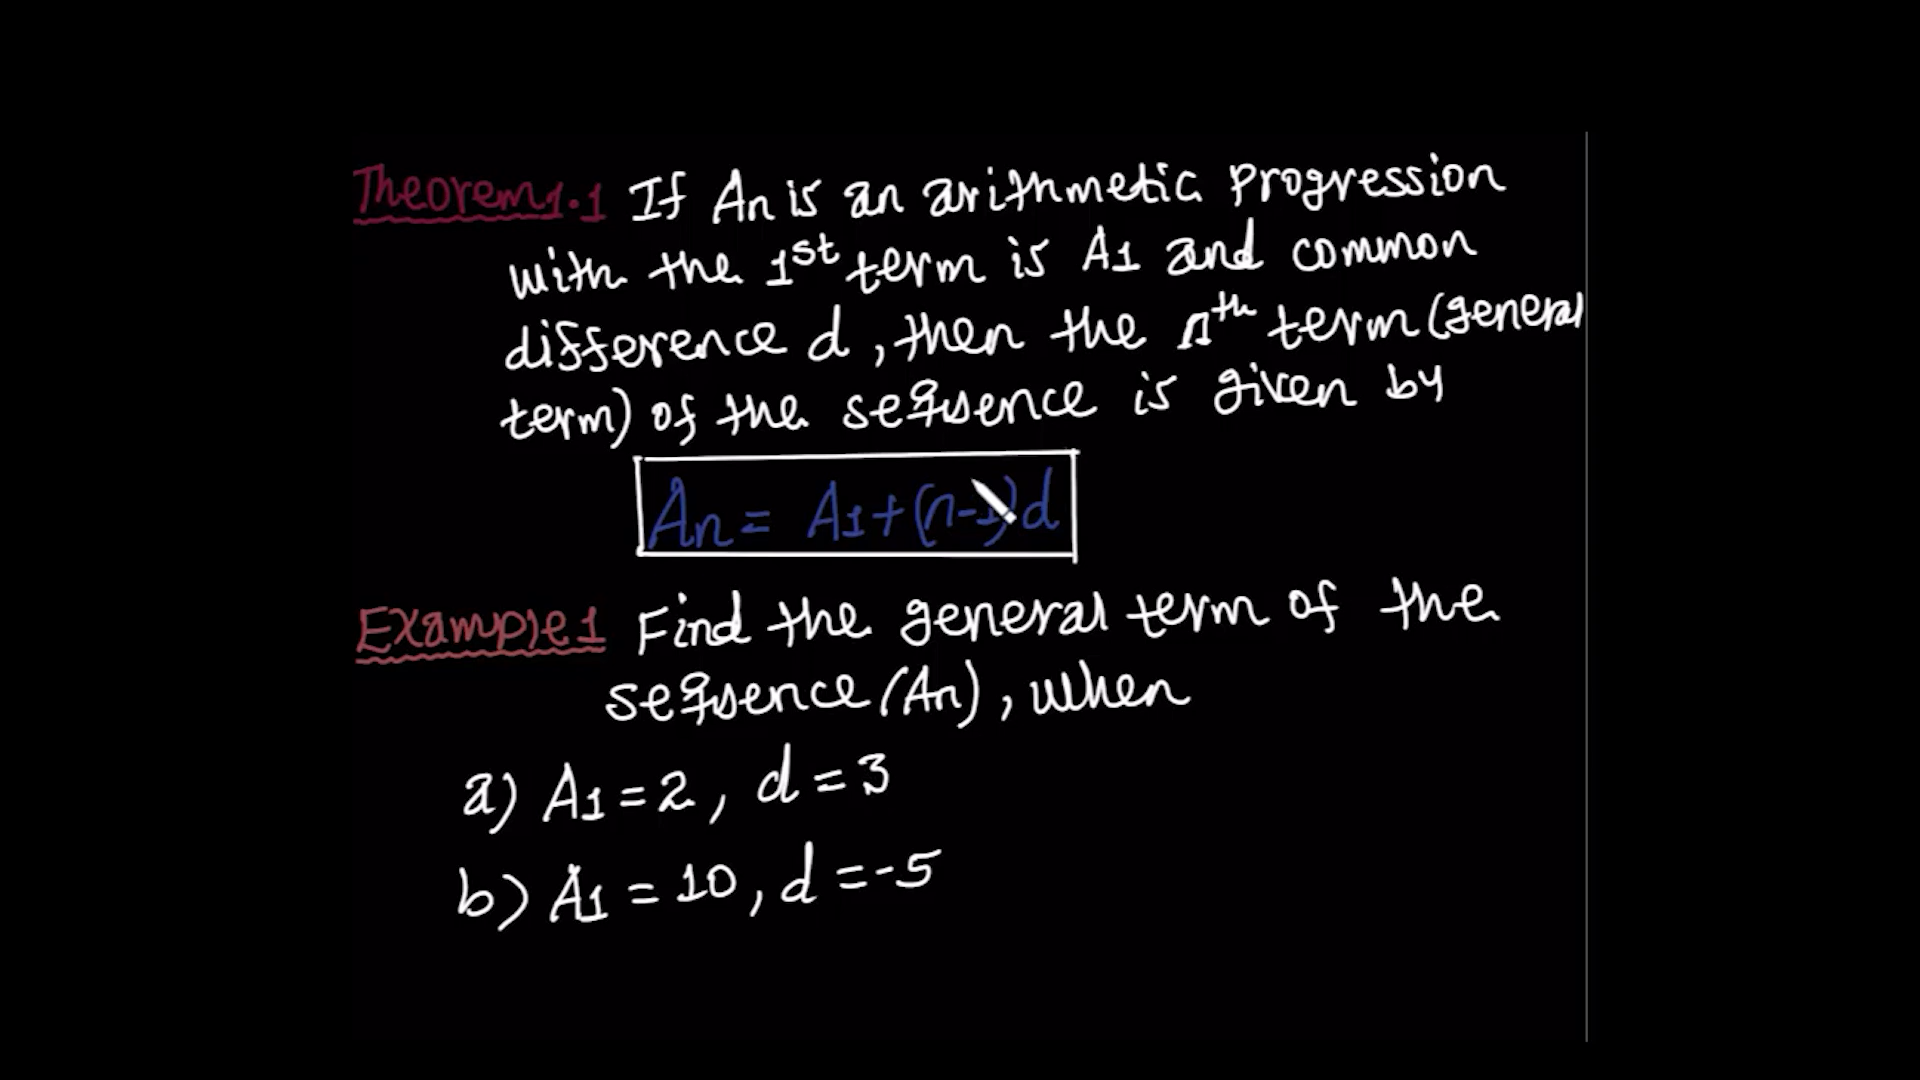 Theorem1.1 If An is an arithmetic progression
with the 1st term is A1 and common
difference d, then the nth term (general
term) of the sequence is given by
An = A1+(n-1)d
Example1 Find the general term of the
sequence (An), when
a) A1=2, d=3
b) A1=10, d=-5